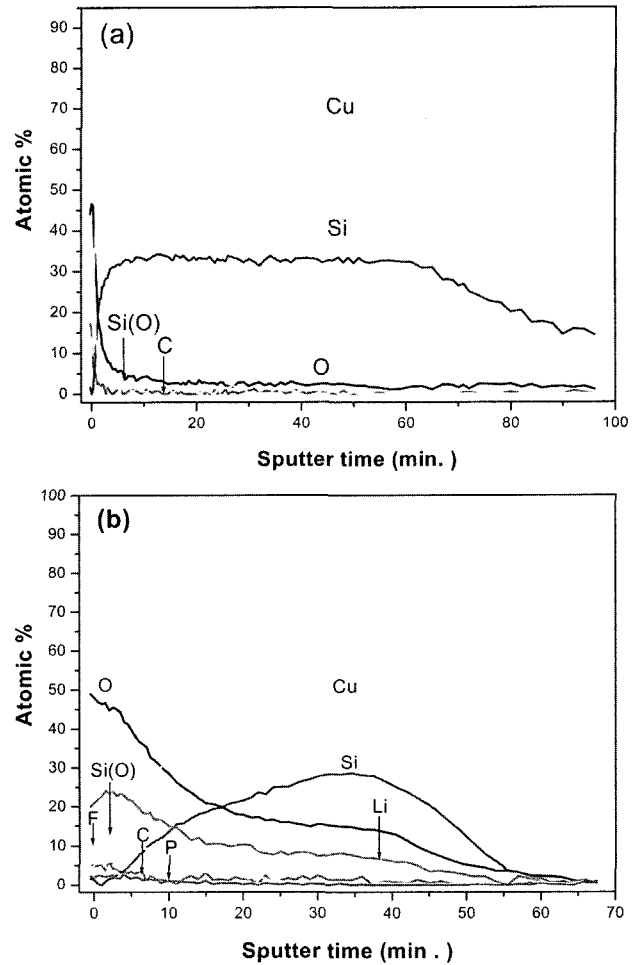 (a)
90
80
70
60
50
40
30
20
10
0
Atomic %
Cu
Si
Si(O)
C
O
0 20 40 60 80 100
Sputter time (min. )
(b)
100
90
80
70
60
50
40
30
20
10
0
Atomic %
O
Cu
Si(O)
Si
F
C
P
Li
0 10 20 30 40 50 60 70
Sputter time (min . )